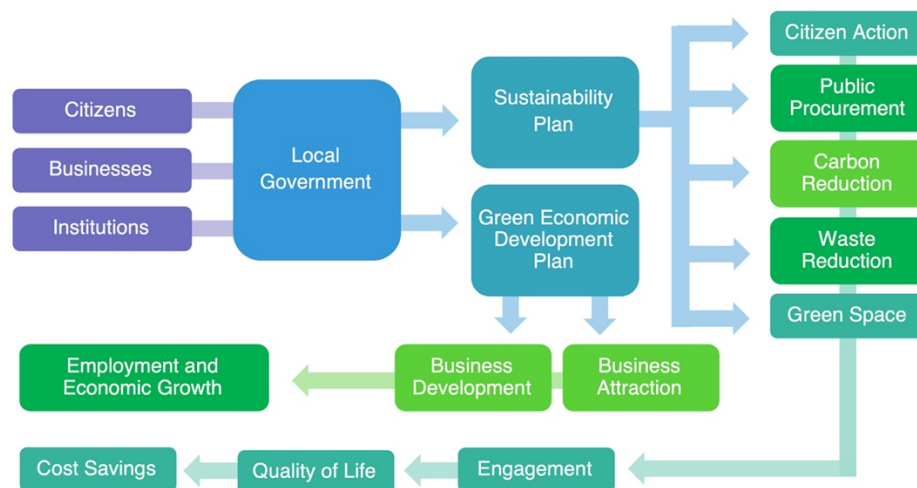 Citizens
Businesses
Institutions
Local
Government
Sustainability
Plan
Green Economic
Development
Plan
Citizen Action
Public
Procurement
Carbon
Reduction
Waste
Reduction
Green Space
Employment and
Economic Growth
Business
Development
Business
Attraction
Cost Savings
Quality of Life
Engagement